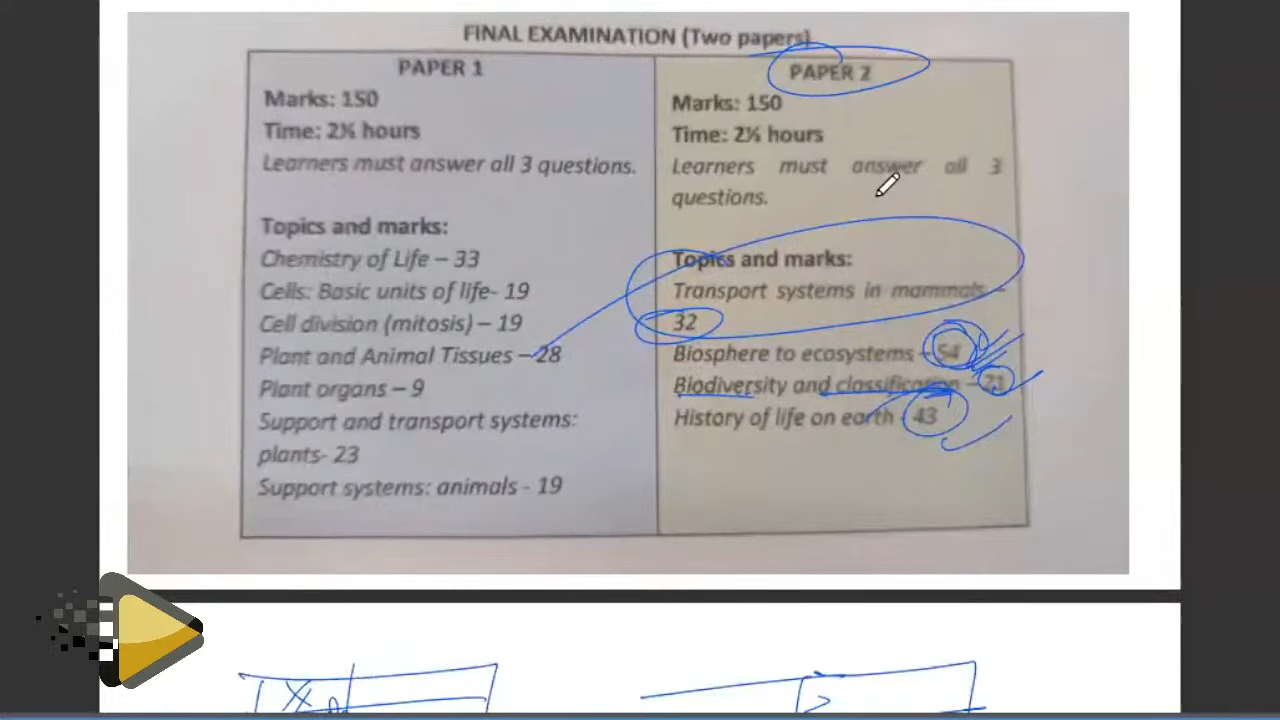 FINAL EXAMINATION (Two papers)
PAPER 1
Marks: 150
Time: 2½ hours
Learners must answer all 3 questions.
Topics and marks:
Chemistry of Life – 33
Cells: Basic units of life- 19
Cell division (mitosis) – 19
Plant and Animal Tissues – 28
Plant organs – 9
Support and transport systems:
plants- 23
Support systems: animals - 19
PAPER 2
Marks: 150
Time: 2½ hours
Learners must answer all 3
questions.
Topics and marks:
Transport systems in mammals –
32
Biosphere to ecosystems – 54
Biodiversity and classification – 21
History of life on earth - 43